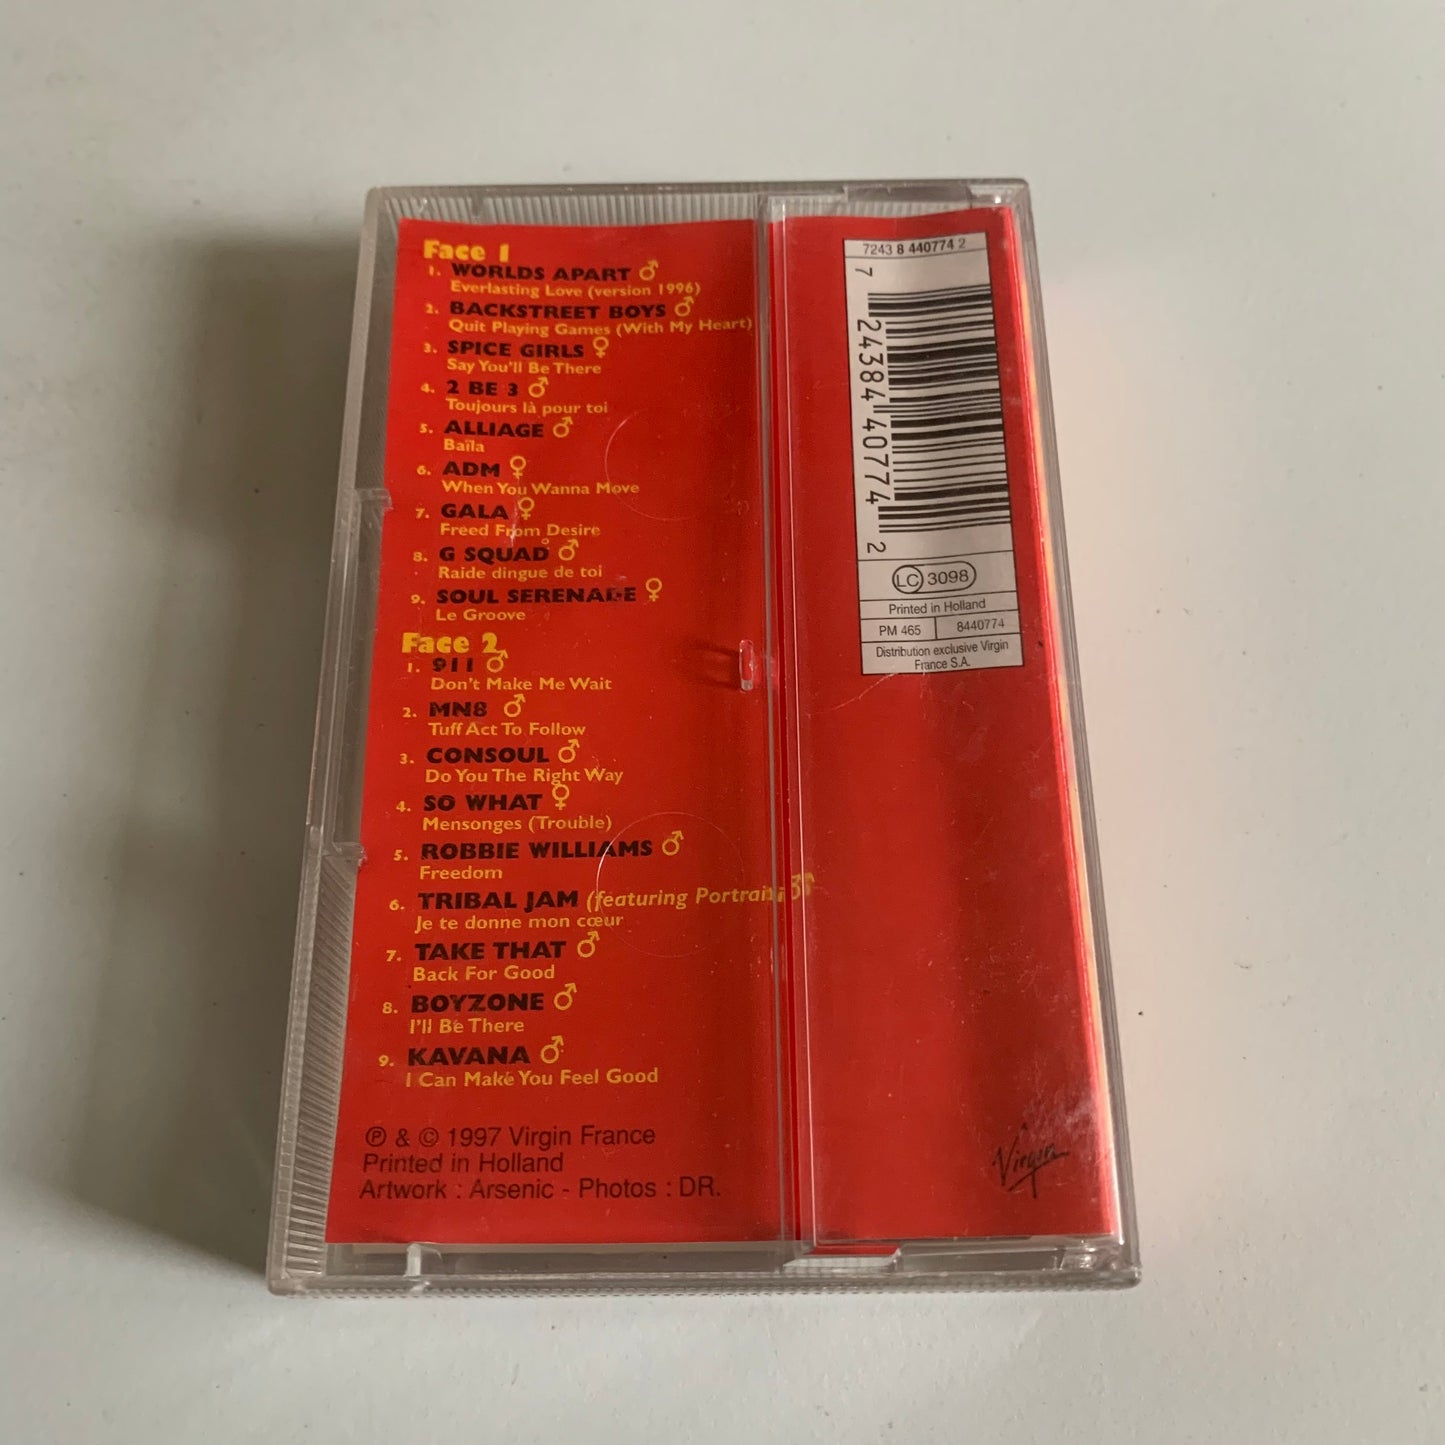 Face 1
1. WORLDS APART ♂
Everlasting Love (version 1996)
2. BACKSTREET BOYS ♂
Quit Playing Games (With My Heart)
3. SPICE GIRLS ♀
Say You'll Be There
4. 2 BE 3 ♂
Toujours là pour toi
5. ALLIAGE ♂
Baïla
6. ADM ♀
When You Wanna Move
7. GALA ♀
Freed From Desire
8. G SQUAD ♂
Raide dingue de toi
9. SOUL SERENADE ♀
Le Groove
Face 2
1. 911 ♂
Don't Make Me Wait
2. MN8 ♂
Tuff Act To Follow
3. CONSOUL ♂
Do You The Right Way
4. SO WHAT ♀
Mensonges (Trouble)
5. ROBBIE WILLIAMS ♂
Freedom
6. TRIBAL JAM (featuring Portrait) ♂♂
Je te donne mon cœur
7. TAKE THAT ♂
Back For Good
8. BOYZONE ♂
I'll Be There
9. KAVANA ♂
I Can Make You Feel Good
℗ & © 1997 Virgin France
Printed in Holland
Artwork : Arsenic - Photos : DR.
7243 8 440774 2
7 24384 40774 2
LC 3098
Printed in Holland
PM 465 8440774
Distribution exclusive Virgin
France S.A.
Virgin